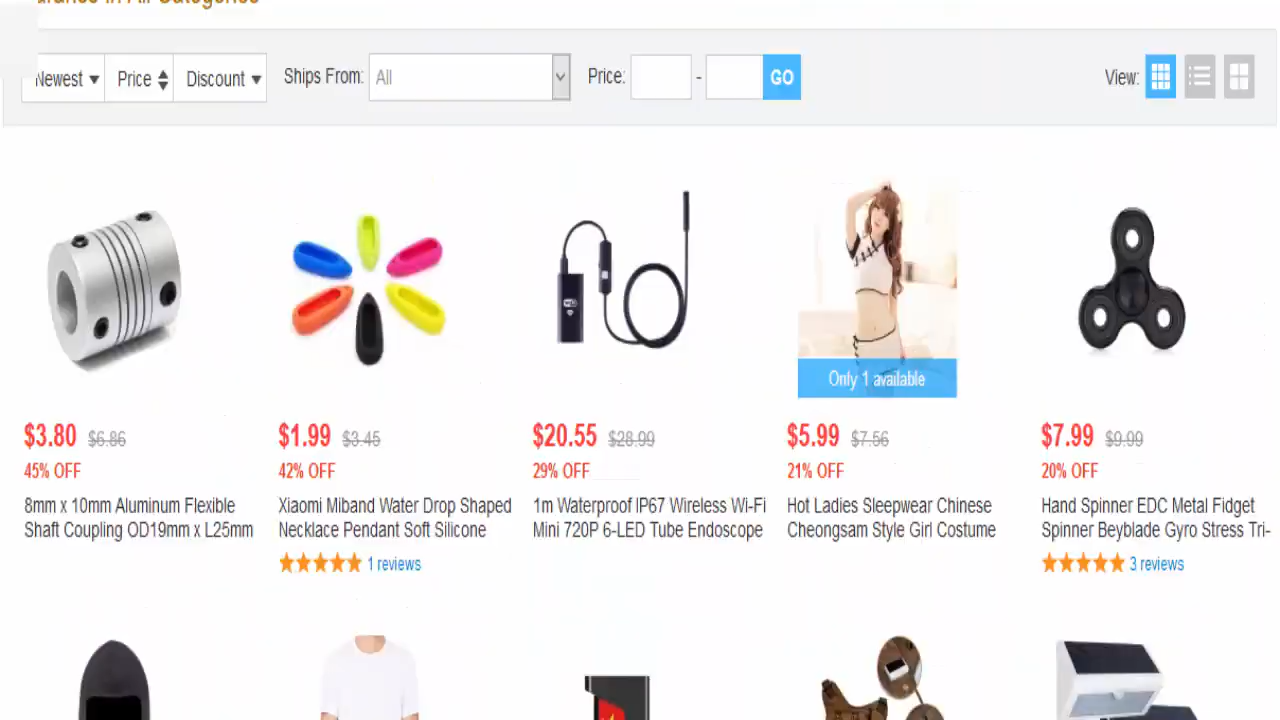 in All Categories
Newest Price Discount Ships From: All Price: - GO View:
Only 1 available
$3.80 $6.86
45% OFF
8mm x 10mm Aluminum Flexible
Shaft Coupling OD19mm x L25mm
$1.99 $3.45
42% OFF
Xiaomi Miband Water Drop Shaped
Necklace Pendant Soft Silicone
1 reviews
$20.55 $28.99
29% OFF
1m Waterproof IP67 Wireless Wi-Fi
Mini 720P 6-LED Tube Endoscope
$5.99 $7.56
21% OFF
Hot Ladies Sleepwear Chinese
Cheongsam Style Girl Costume
$7.99 $9.99
20% OFF
Hand Spinner EDC Metal Fidget
Spinner Beyblade Gyro Stress Tri-
3 reviews